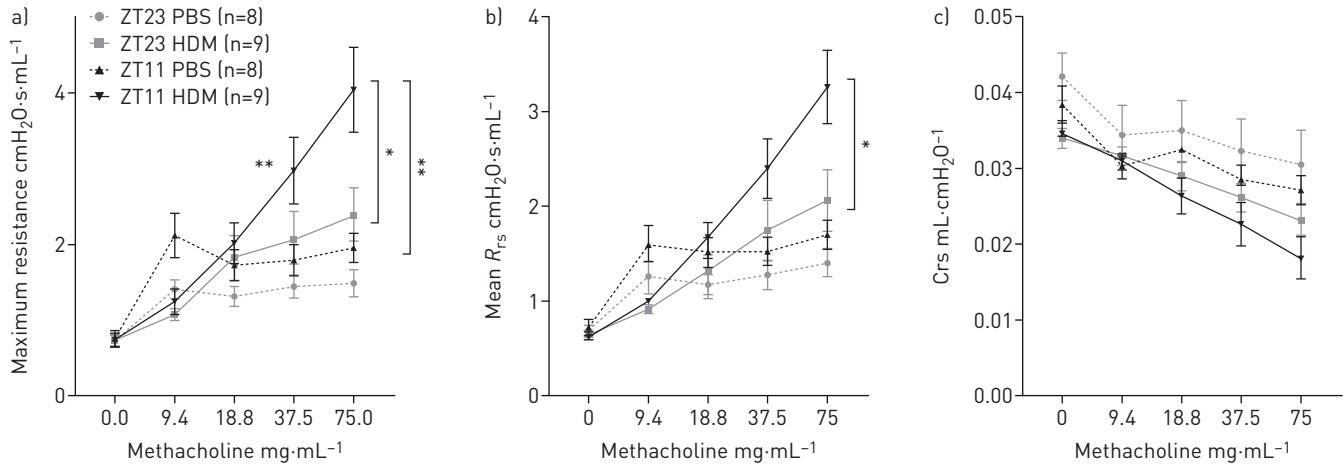 a)
ZT23 PBS (n=8)
ZT23 HDM (n=9)
ZT11 PBS (n=8)
ZT11 HDM (n=9)
Maximum resistance cmH₂O·s·mL⁻¹
4
2
0
**
*
**
0.0 9.4 18.8 37.5 75.0
Methacholine mg·mL⁻¹
b)
Mean Rrs cmH₂O·s·mL⁻¹
4
3
2
1
0
*
0 9.4 18.8 37.5 75
Methacholine mg·mL⁻¹
c)
Crs mL·cmH₂O⁻¹
0.05
0.04
0.03
0.02
0.01
0.00
0 9.4 18.8 37.5 75
Methacholine mg·mL⁻¹